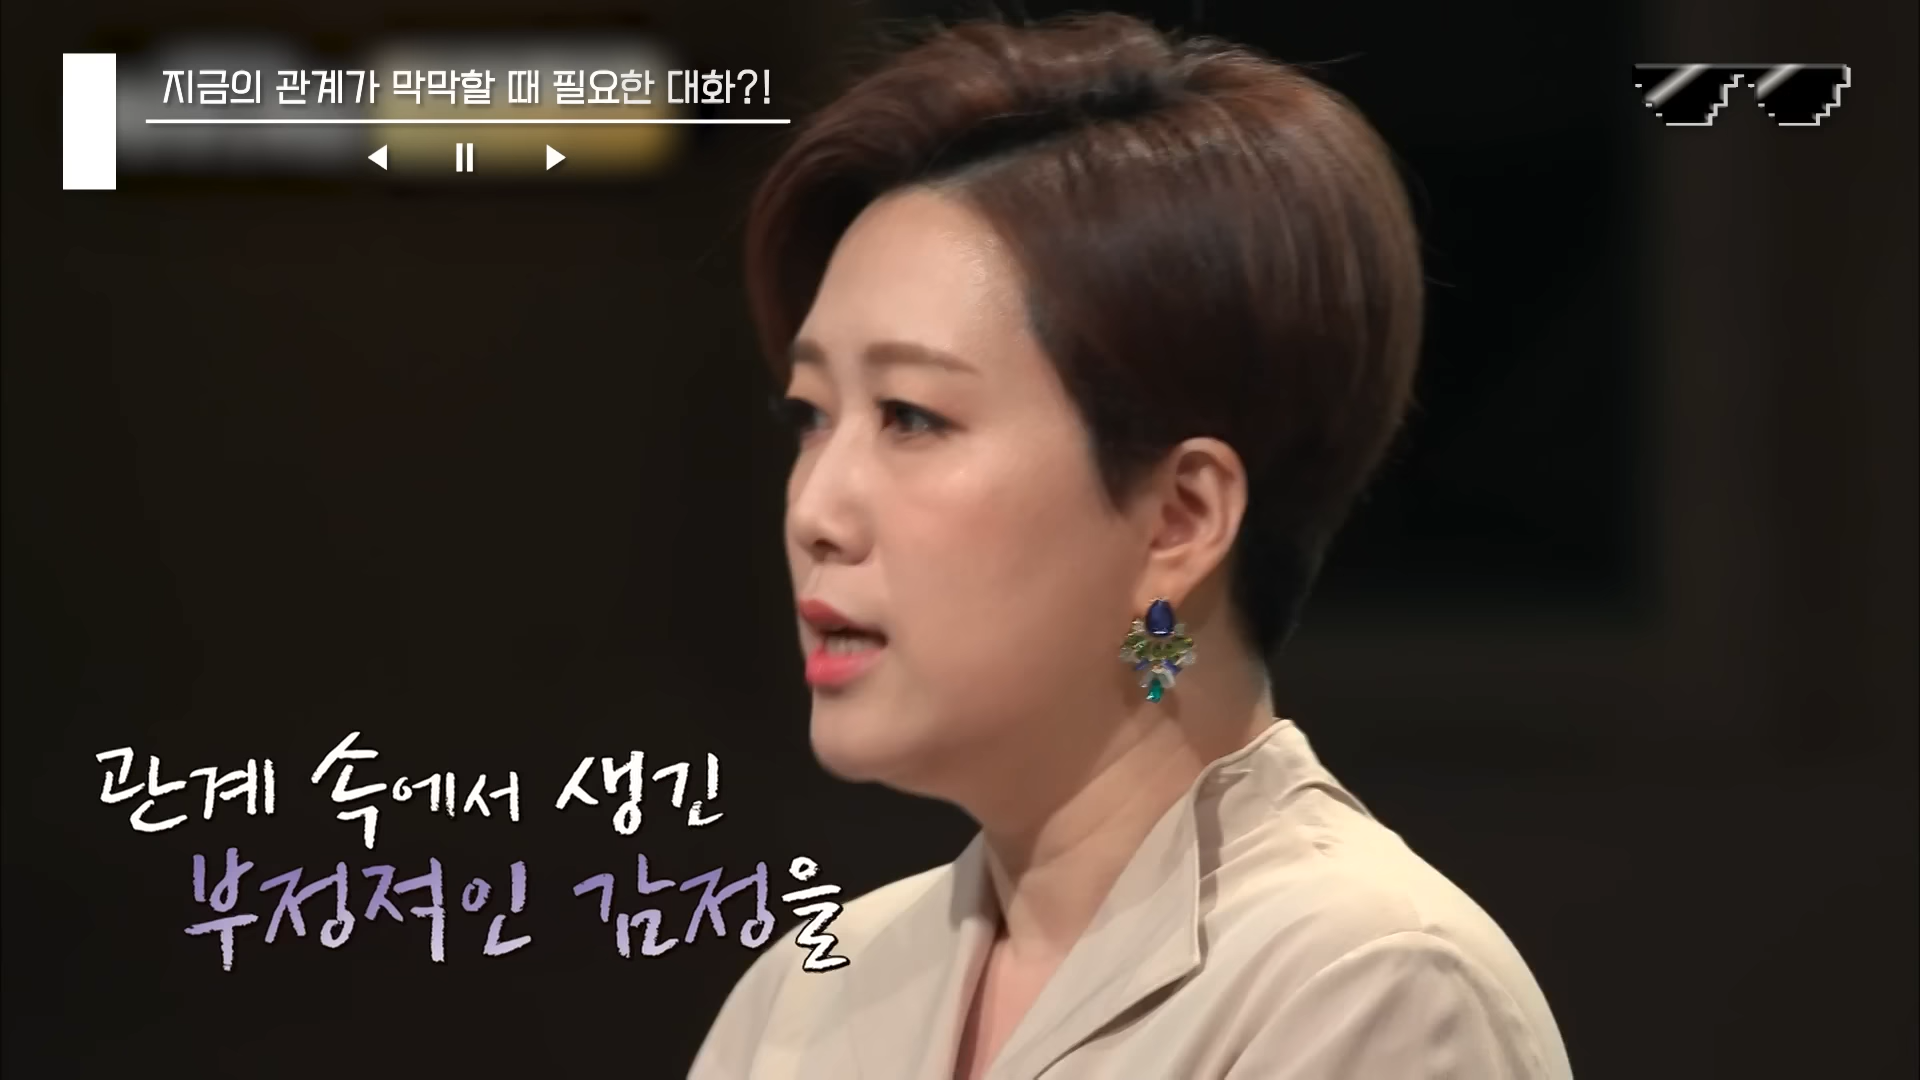 지금의 관계가 막막할 때 필요한 대화?!
관계 속에서 생긴
부정적인 감정을